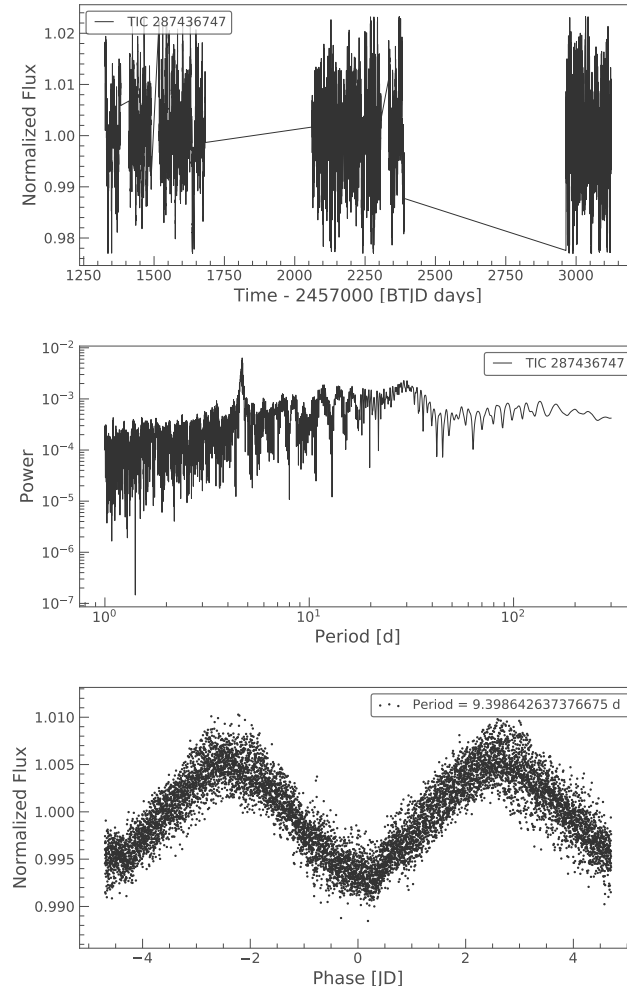 TIC 287436747
Normalized Flux
1.02
1.01
1.00
0.99
0.98
1250 1500 1750 2000 2250 2500 2750 3000
Time - 2457000 [BTJD days]
TIC 287436747
Power
10⁻²
10⁻³
10⁻⁴
10⁻⁵
10⁻⁶
10⁻⁷
10⁰ 10¹ 10²
Period [d]
Period = 9.398642637376675 d
Normalized Flux
1.010
1.005
1.000
0.995
0.990
−4 −2 0 2 4
Phase [JD]